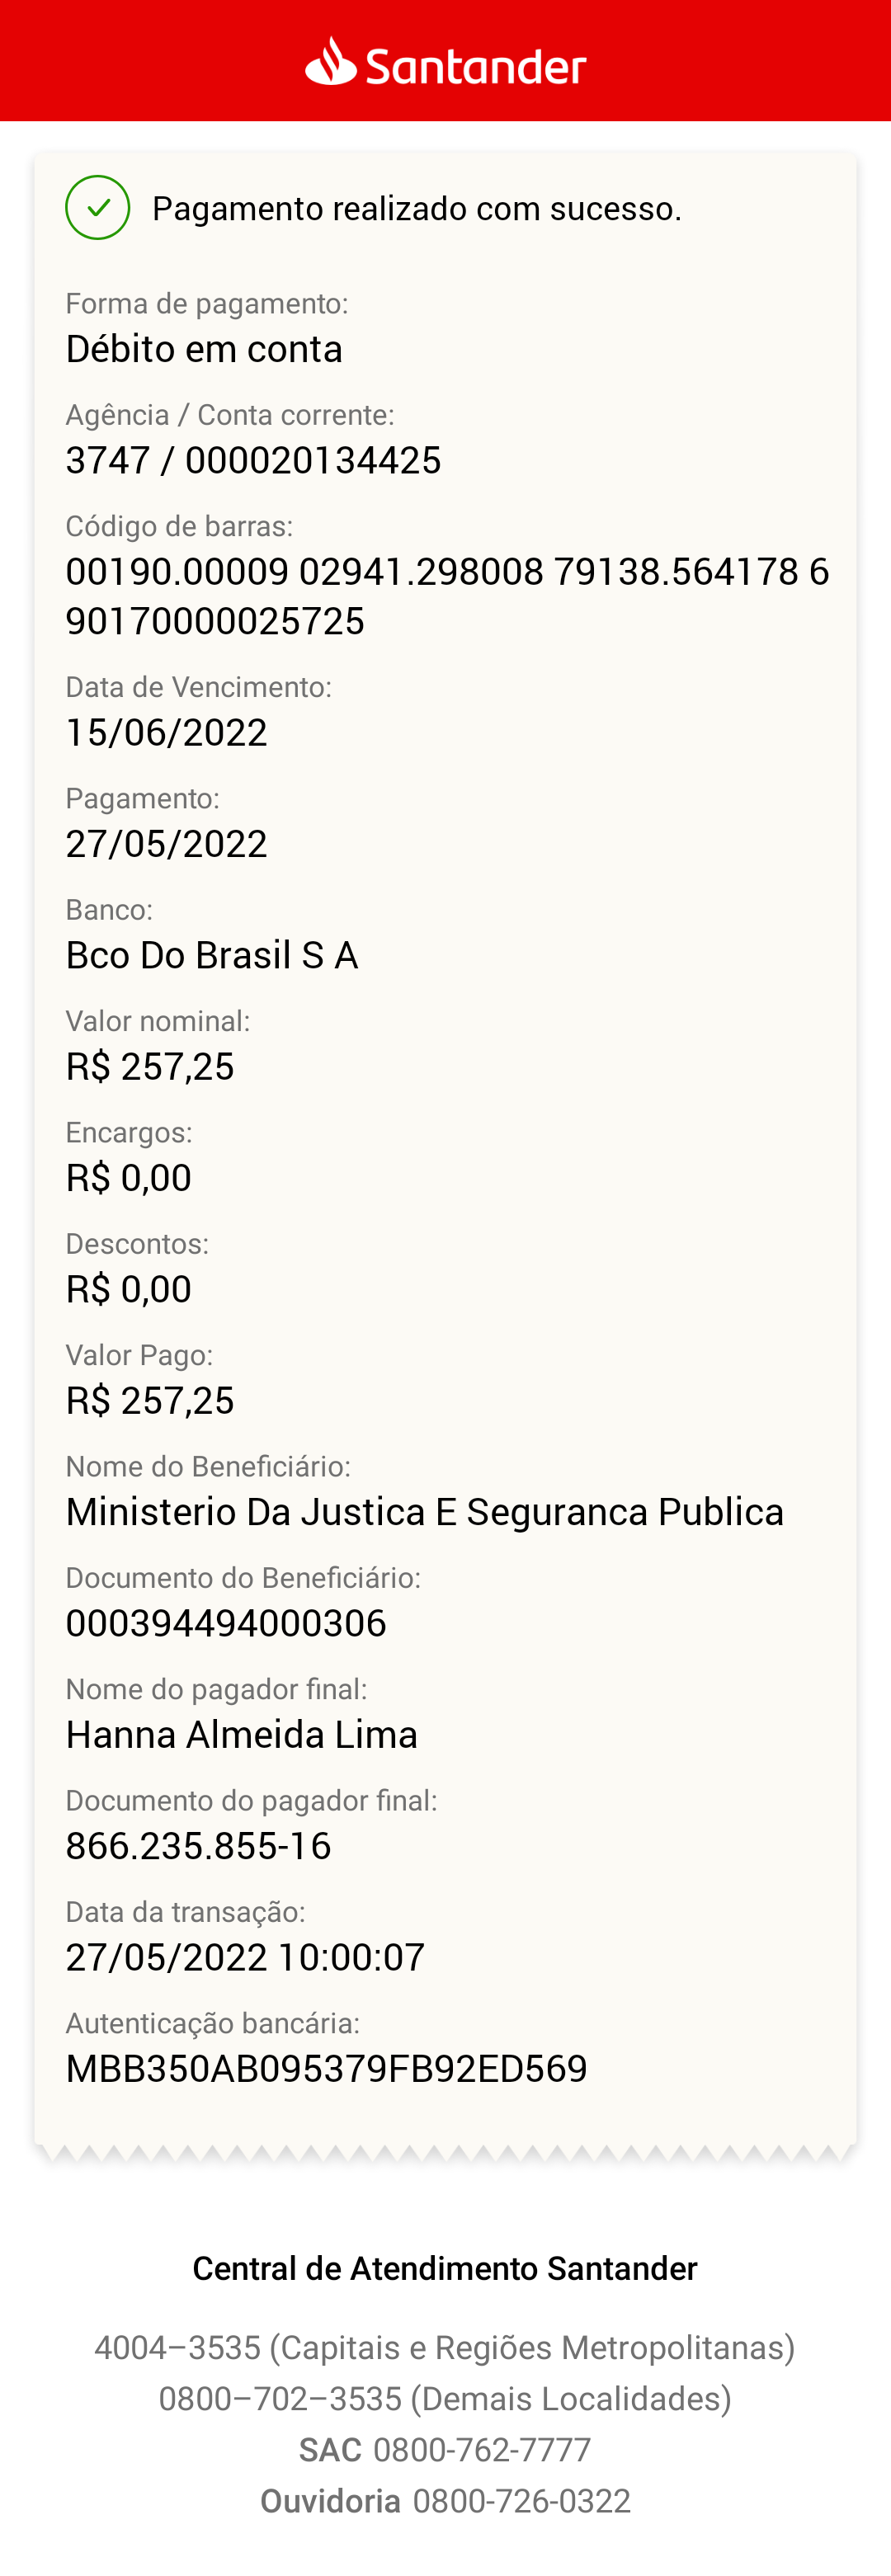 Santander
Pagamento realizado com sucesso.
Forma de pagamento:
Débito em conta
Agência / Conta corrente:
3747 / 000020134425
Código de barras:
00190.00009 02941.298008 79138.564178 6
90170000025725
Data de Vencimento:
15/06/2022
Pagamento:
27/05/2022
Banco:
Bco Do Brasil S A
Valor nominal:
R$ 257,25
Encargos:
R$ 0,00
Descontos:
R$ 0,00
Valor Pago:
R$ 257,25
Nome do Beneficiário:
Ministerio Da Justica E Seguranca Publica
Documento do Beneficiário:
000394494000306
Nome do pagador final:
Hanna Almeida Lima
Documento do pagador final:
866.235.855-16
Data da transação:
27/05/2022 10:00:07
Autenticação bancária:
MBB350AB095379FB92ED569
Central de Atendimento Santander
4004–3535 (Capitais e Regiões Metropolitanas)
0800–702–3535 (Demais Localidades)
SAC 0800-762-7777
Ouvidoria 0800-726-0322